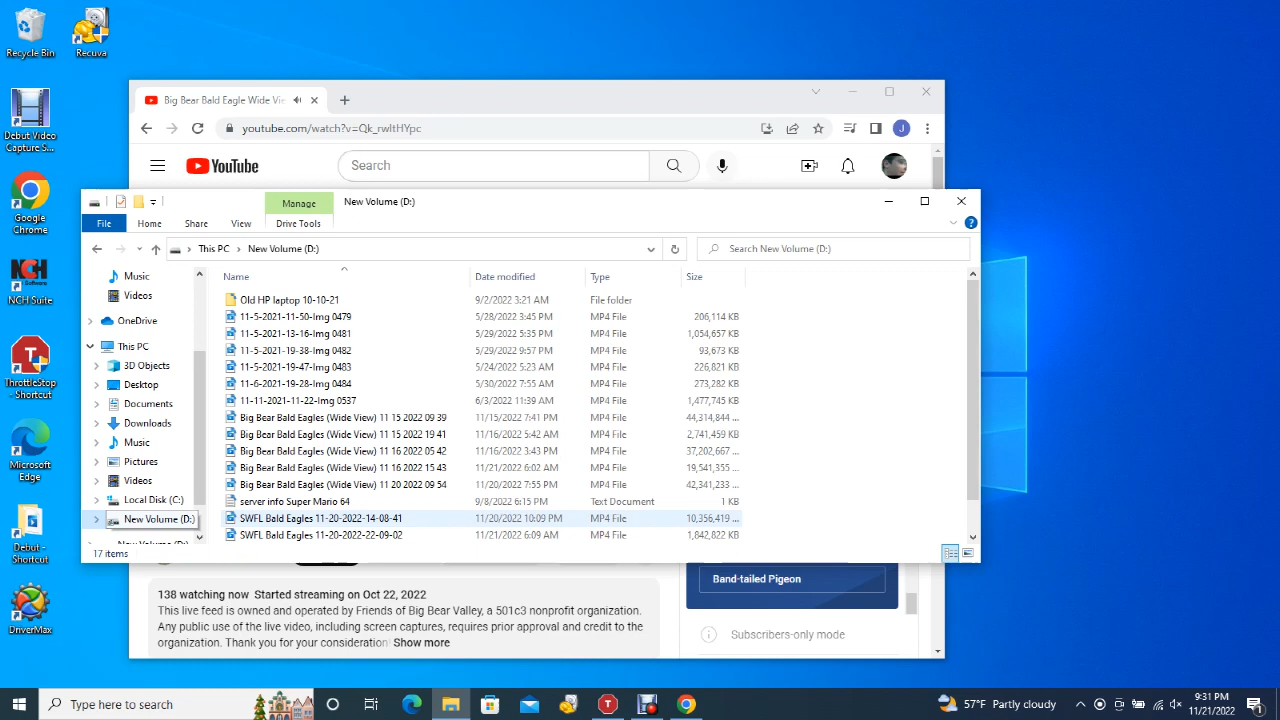 Recycle Bin
Recuva
Debut Video
Capture S...
Google
Chrome
NCH Suite
ThrottleStop
- Shortcut
Microsoft
Edge
Debut -
Shortcut
DriverMax
Big Bear Bald Eagle Wide Vi
youtube.com/watch?v=Qk_rwltHYpc
J
YouTube
Search
Manage
New Volume (D:)
File
Home
Share
View
Drive Tools
This PC
New Volume (D:)
Search New Volume (D:)
Music
Videos
OneDrive
This PC
3D Objects
Desktop
Documents
Downloads
Music
Pictures
Videos
Local Disk (C:)
New Volume (D:)
New Volume (D:)
Name Date modified Type Size
Old HP laptop 10-10-21 9/2/2022 3:21 AM File folder
11-5-2021-11-50-Img 0479 5/28/2022 3:45 PM MP4 File 206,114 KB
11-5-2021-13-16-Img 0481 5/29/2022 5:35 PM MP4 File 1,054,657 KB
11-5-2021-19-38-Img 0482 5/29/2022 9:57 PM MP4 File 93,673 KB
11-5-2021-19-47-Img 0483 5/24/2022 5:23 AM MP4 File 226,821 KB
11-6-2021-19-28-Img 0484 5/30/2022 7:55 AM MP4 File 273,282 KB
11-11-2021-11-22-Img 0537 6/3/2022 11:39 AM MP4 File 1,477,745 KB
Big Bear Bald Eagles (Wide View) 11 15 2022 09 39 11/15/2022 7:41 PM MP4 File 44,314,844 ...
Big Bear Bald Eagles (Wide View) 11 15 2022 19 41 11/16/2022 5:42 AM MP4 File 2,741,459 KB
Big Bear Bald Eagles (Wide View) 11 16 2022 05 42 11/16/2022 3:43 PM MP4 File 37,202,667 ...
Big Bear Bald Eagles (Wide View) 11 16 2022 15 43 11/21/2022 6:02 AM MP4 File 19,541,355 ...
Big Bear Bald Eagles (Wide View) 11 20 2022 09 54 11/20/2022 7:55 PM MP4 File 42,341,233 ...
server info Super Mario 64 9/8/2022 6:15 PM Text Document 1 KB
SWFL Bald Eagles 11-20-2022-14-08-41 11/20/2022 10:09 PM MP4 File 10,356,419 ...
SWFL Bald Eagles 11-20-2022-22-09-02 11/21/2022 6:09 AM MP4 File 1,842,822 KB
17 items
138 watching now Started streaming on Oct 22, 2022
This live feed is owned and operated by Friends of Big Bear Valley, a 501c3 nonprofit organization.
Any public use of the live video, including screen captures, requires prior approval and credit to the
organization. Thank you for your consideration! Show more
Band-tailed Pigeon
Subscribers-only mode
Type here to search
57°F Partly cloudy
9:31 PM
11/21/2022
1